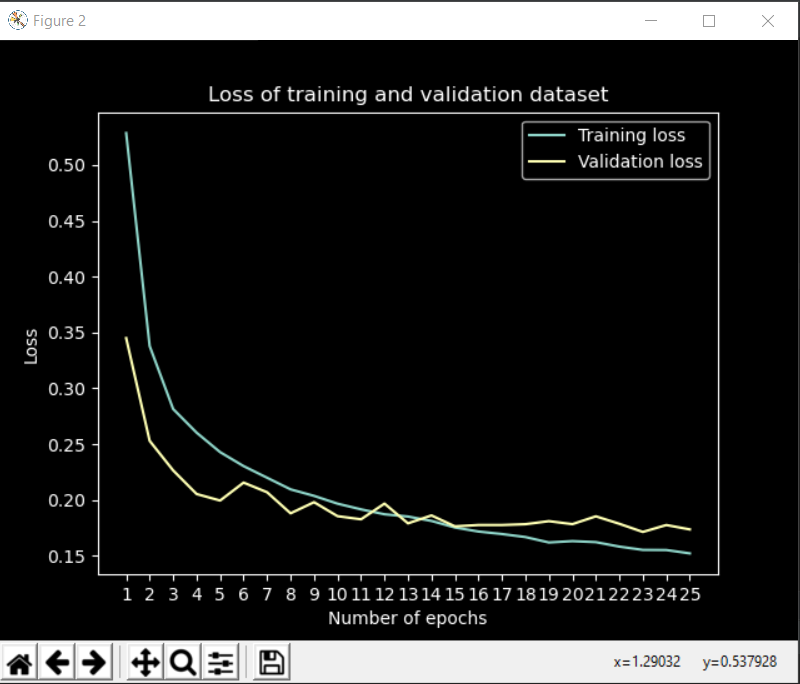 Figure 2
Loss of training and validation dataset
Training loss
Validation loss
0.50
0.45
0.40
0.35
0.30
0.25
0.20
0.15
Loss
1 2 3 4 5 6 7 8 9 10 11 12 13 14 15 16 17 18 19 20 21 22 23 24 25
Number of epochs
x=1.29032 y=0.537928